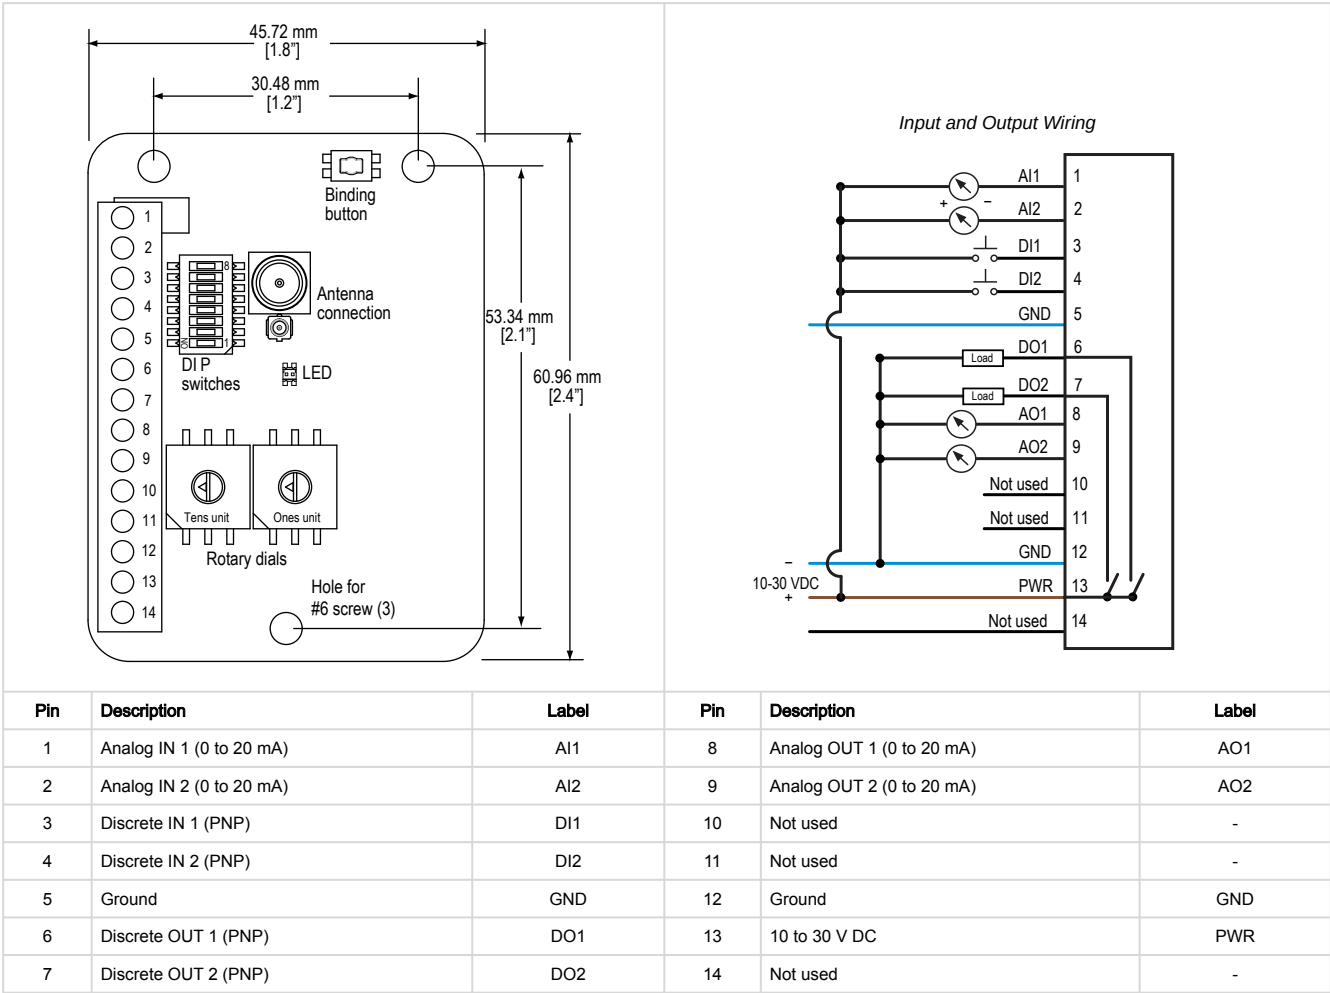 45.72 mm
[1.8”]
30.48 mm
[1.2”]
Binding
button
1
2
3
4
5
6
7
8
9
10
11
12
13
14
8
1
ON
DI P
switches
Antenna
connection
LED
53.34 mm
[2.1”]
60.96 mm
[2.4”]
Tens unit
Ones unit
Rotary dials
Hole for
#6 screw (3)
Input and Output Wiring
AI1 1
+ –
AI2 2
DI1 3
DI2 4
GND 5
Load DO1 6
Load DO2 7
AO1 8
AO2 9
Not used 10
Not used 11
– GND 12
10-30 VDC
+ PWR 13
Not used 14
Pin Description Label Pin Description Label
1 Analog IN 1 (0 to 20 mA) AI1 8 Analog OUT 1 (0 to 20 mA) AO1
2 Analog IN 2 (0 to 20 mA) AI2 9 Analog OUT 2 (0 to 20 mA) AO2
3 Discrete IN 1 (PNP) DI1 10 Not used -
4 Discrete IN 2 (PNP) DI2 11 Not used -
5 Ground GND 12 Ground GND
6 Discrete OUT 1 (PNP) DO1 13 10 to 30 V DC PWR
7 Discrete OUT 2 (PNP) DO2 14 Not used -